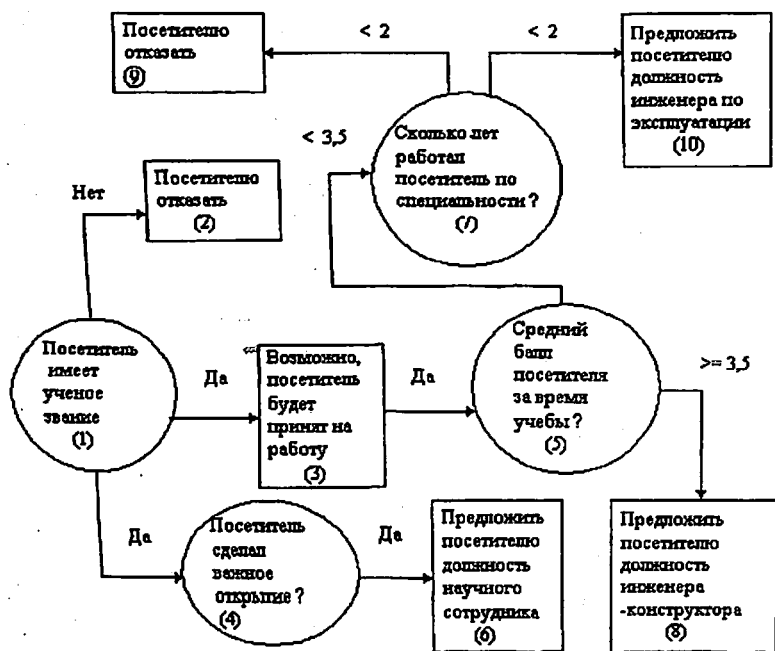 Посетителю
отказать
(9)
< 2
< 2
Предложить
посетителю
должность
инженера по
эксплуатации
(10)
< 3,5
Сколько лет
работал
посетитель по
специальности ?
(7)
Нет
Посетителю
отказать
(2)
Посетитель
имеет
ученое
звание
(1)
Да
Возможно,
посетитель
будет
принят на
работу
(3)
Да
Средний
балл
посетителя
за время
учебы ?
(5)
>= 3,5
Да
Посетитель
сделал
важное
открытие ?
(4)
Да
Предложить
посетителю
должность
научного
сотрудника
(6)
Предложить
посетителю
должность
инженера
-конструктора
(8)